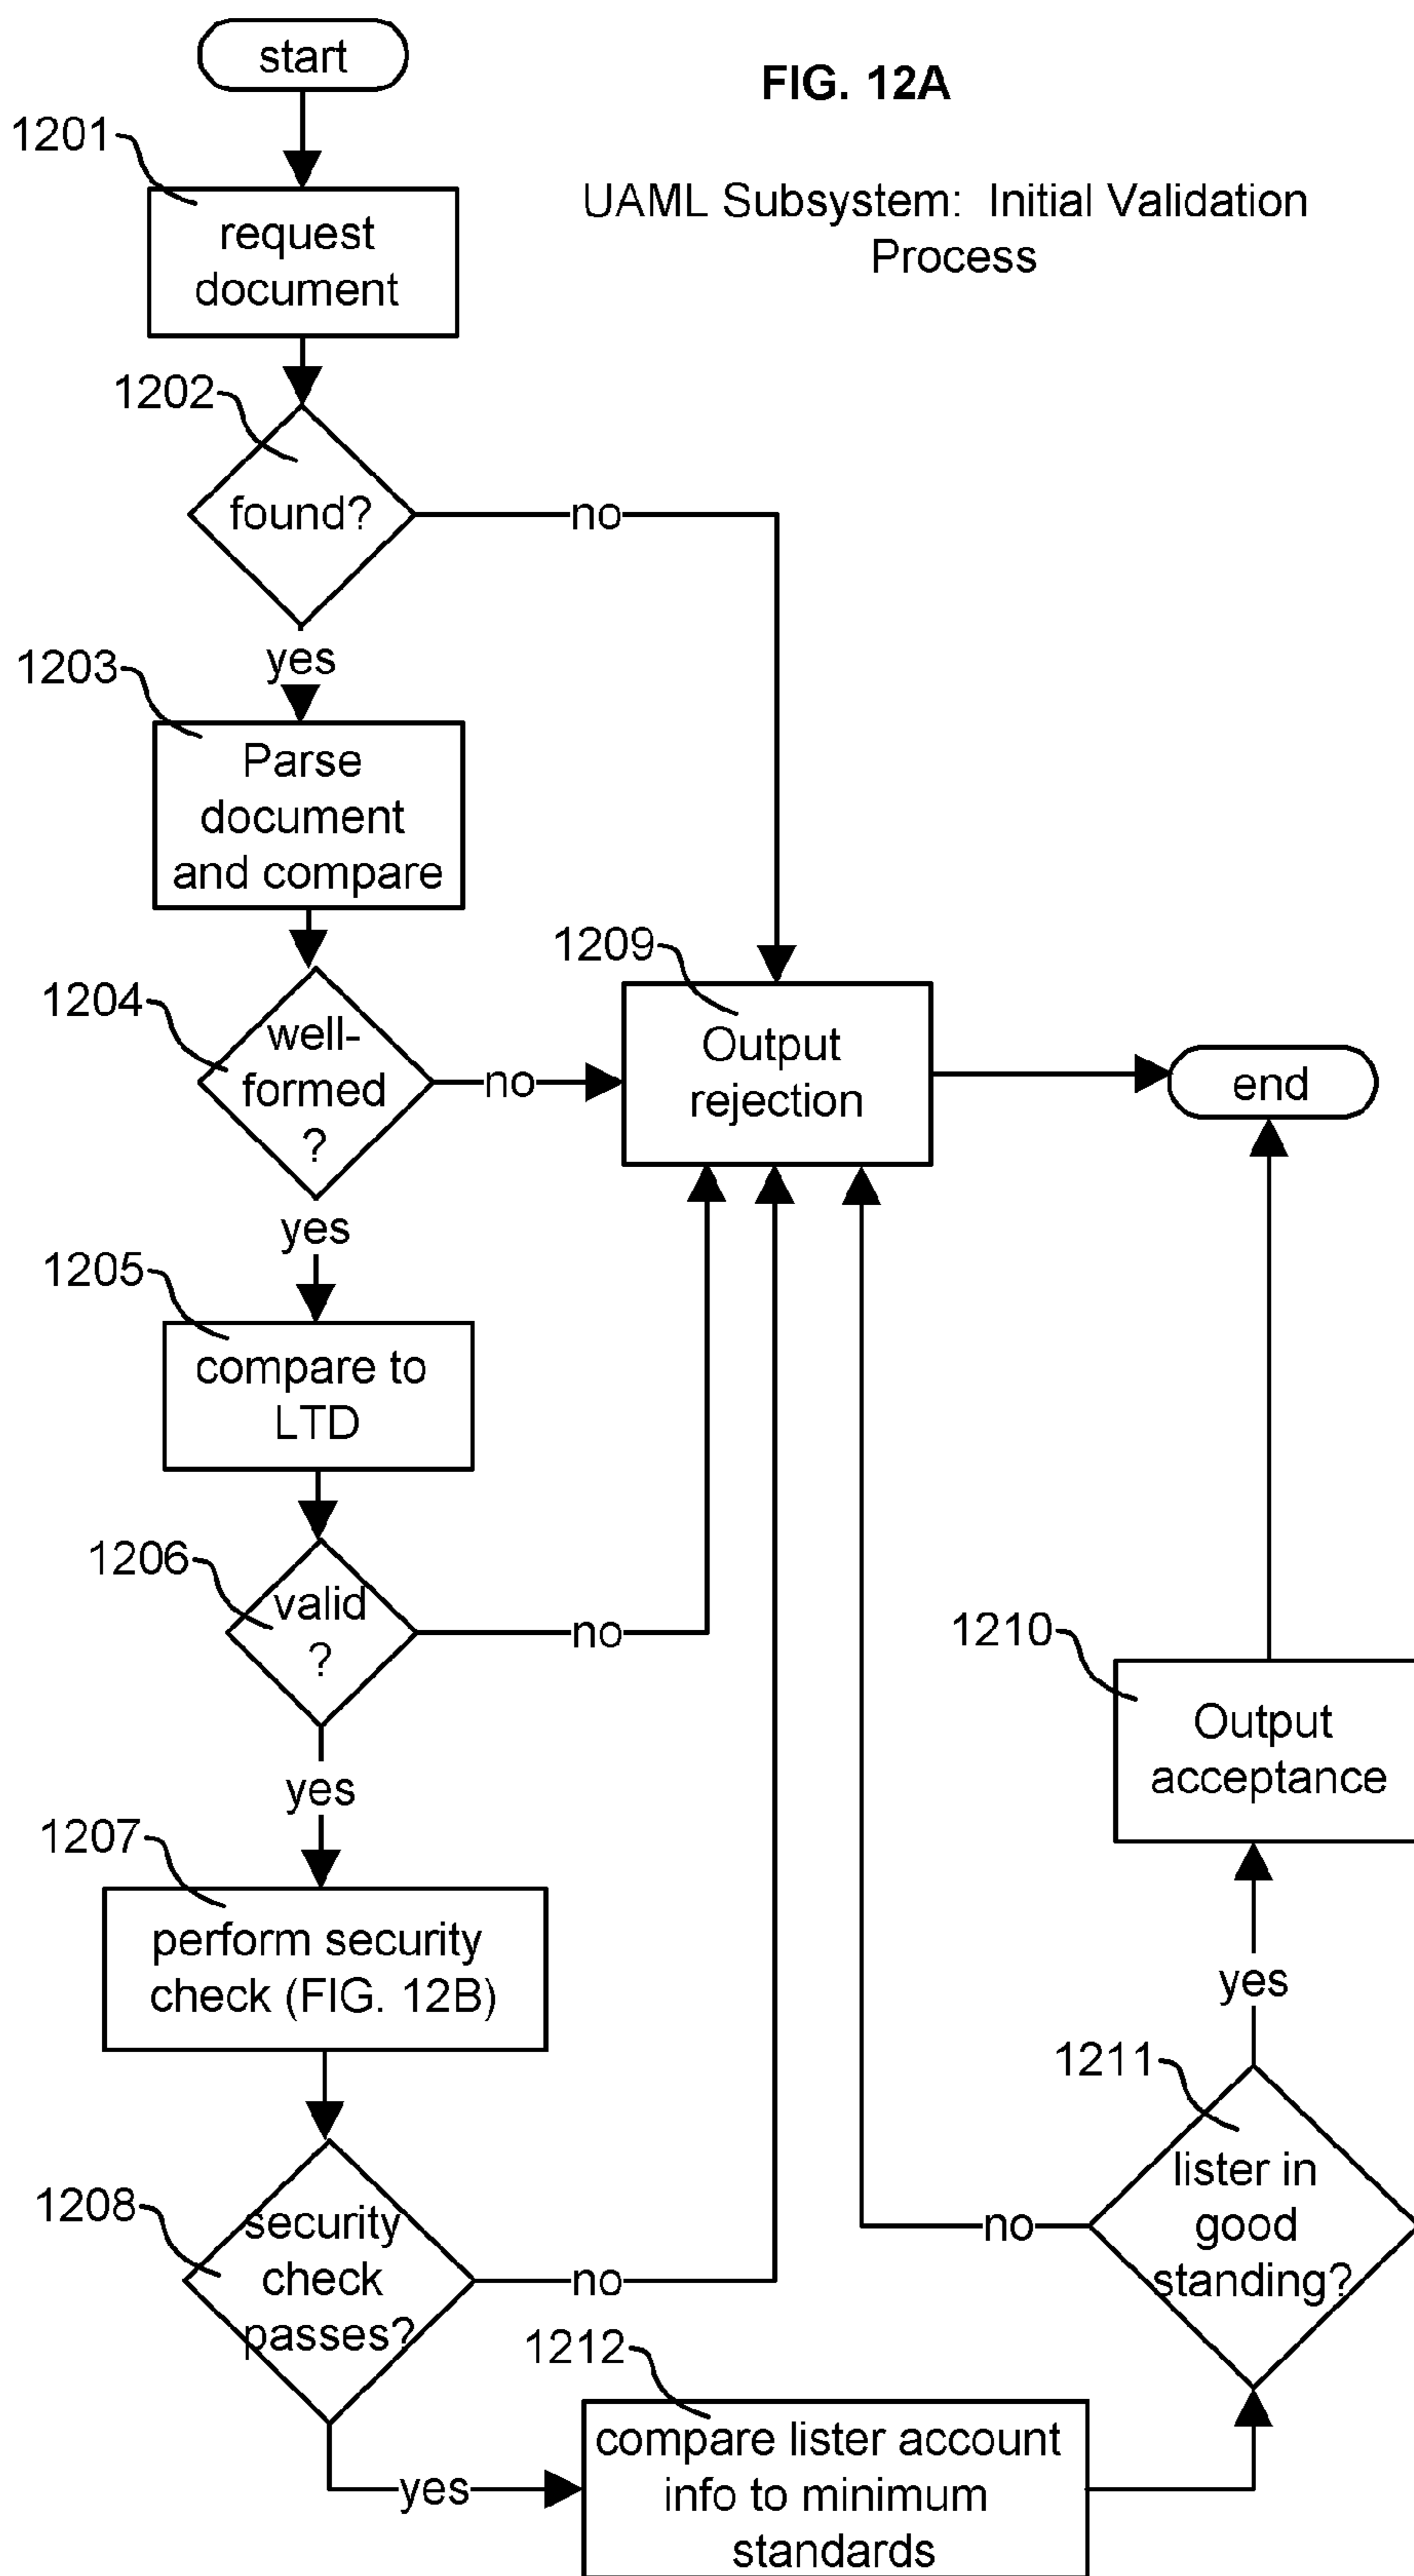 start
FIG. 12A
UAML Subsystem: Initial Validation
Process
1201
request
document
1202
found?
no
yes
1203
Parse
document
and compare
1204
well-
formed
?
no
1209
Output
rejection
end
yes
1205
compare to
LTD
1206
valid
?
no
yes
1207
perform security
check (FIG. 12B)
1208
security
check
passes?
no
yes
1212
compare lister account
info to minimum
standards
1211
lister in
good
standing?
no
yes
1210
Output
acceptance